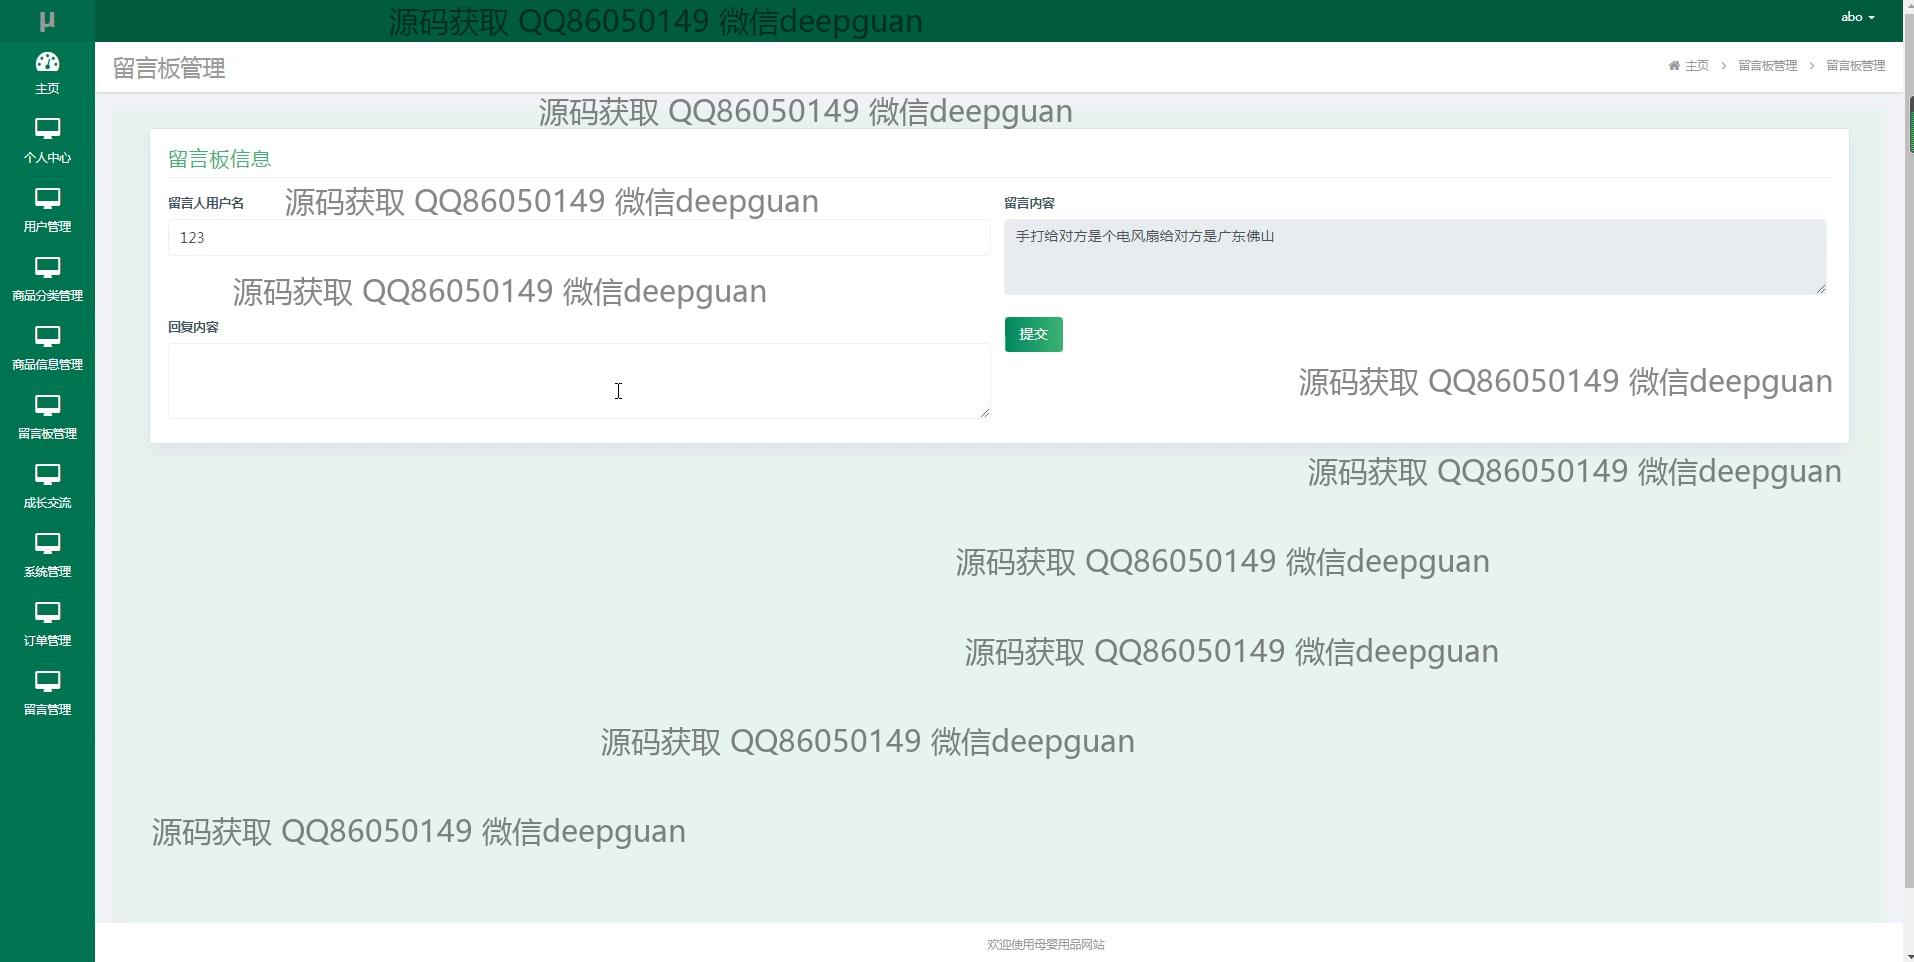 μ
源码获取 QQ86050149 微信deepguan
abo
主页
留言板管理
主页 > 留言板管理 > 留言板管理
源码获取 QQ86050149 微信deepguan
个人中心
留言板信息
用户管理
留言人用户名
源码获取 QQ86050149 微信deepguan
留言内容
123
手打给对方是个电风扇给对方是广东佛山
商品分类管理
源码获取 QQ86050149 微信deepguan
回复内容
提交
商品信息管理
源码获取 QQ86050149 微信deepguan
留言板管理
源码获取 QQ86050149 微信deepguan
成长交流
源码获取 QQ86050149 微信deepguan
系统管理
订单管理
源码获取 QQ86050149 微信deepguan
留言管理
源码获取 QQ86050149 微信deepguan
源码获取 QQ86050149 微信deepguan
欢迎使用母婴用品网站